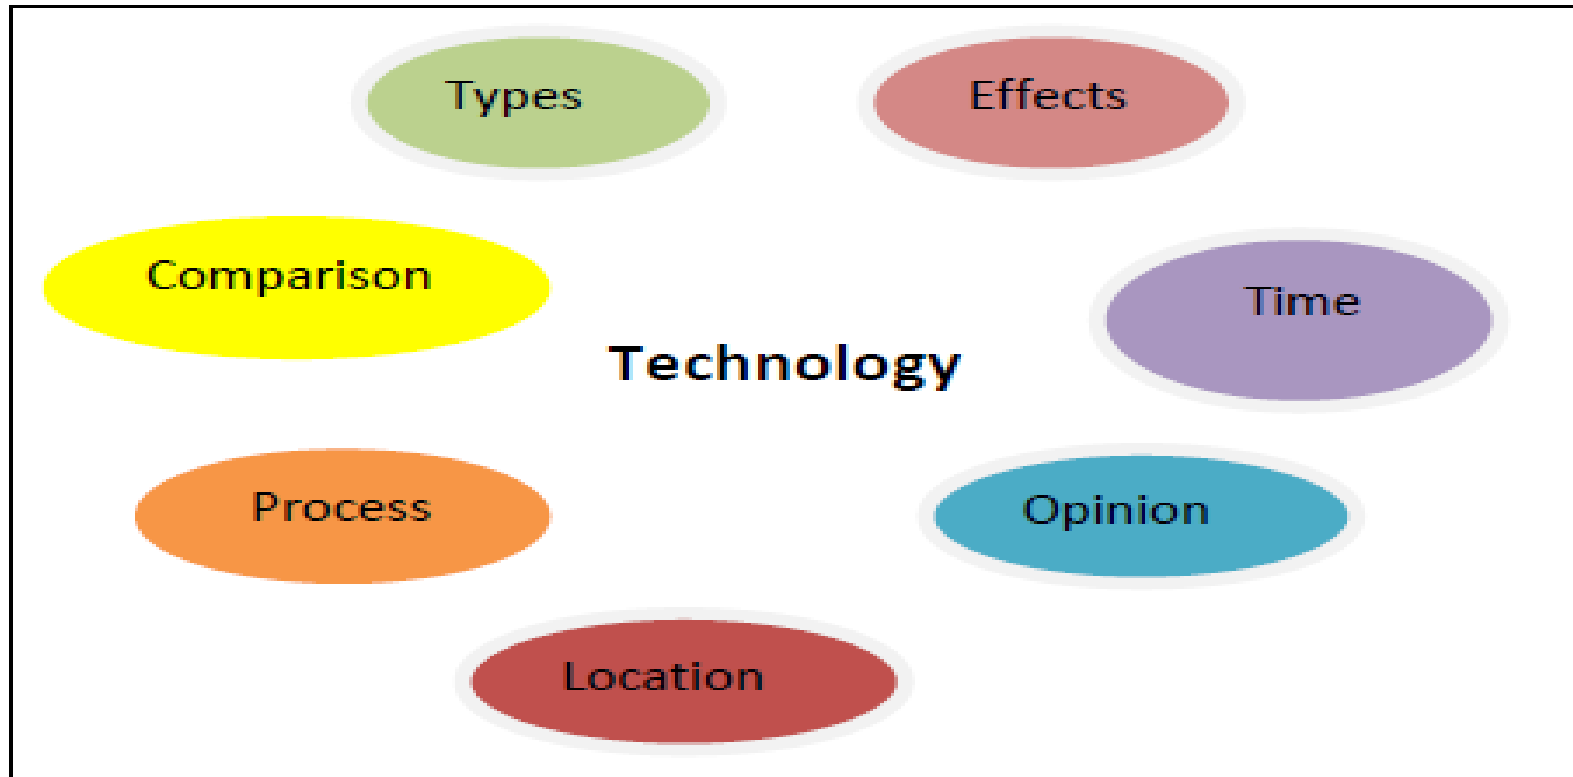 Types
Effects
Comparison
Time
Technology
Process
Opinion
Location